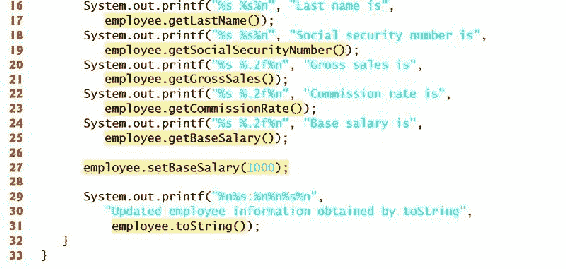 16 System.out.printf("%s %s%n", "Last name is",
17 employee.getLastName());
18 System.out.printf("%s %s%n", "Social security number is",
19 employee.getSocialSecurityNumber());
20 System.out.printf("%s %.2f%n", "Gross sales is",
21 employee.getGrossSales());
22 System.out.printf("%s %.2f%n", "Commission rate is",
23 employee.getCommissionRate());
24 System.out.printf("%s %.2f%n", "Base salary is",
25 employee.getBaseSalary());
26
27 employee.setBaseSalary(1000);
28
29 System.out.printf("%n%s:%n%n%s%n",
30 "Updated employee information obtained by toString",
31 employee.toString());
32 }
33 }